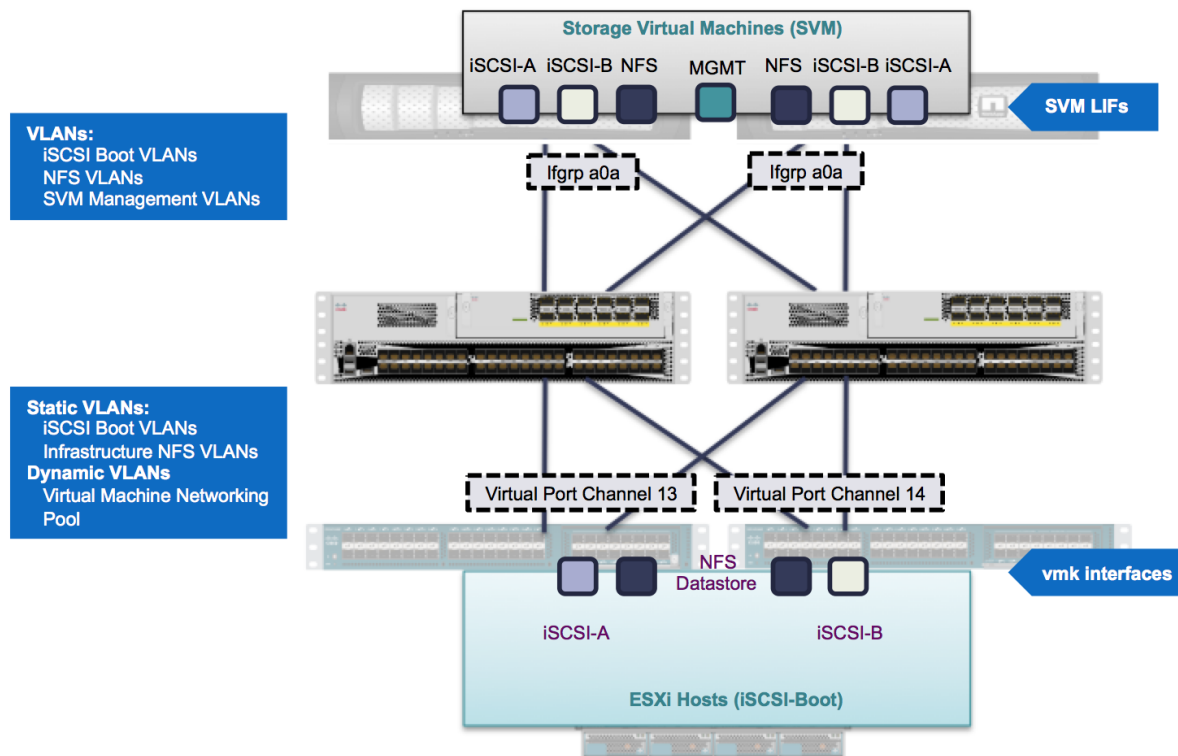 Storage Virtual Machines (SVM)
iSCSI-A iSCSI-B NFS MGMT NFS iSCSI-B iSCSI-A
SVM LIFs
VLANs:
iSCSI Boot VLANs
NFS VLANs
SVM Management VLANs
Ifgrp a0a
Ifgrp a0a
Static VLANs:
iSCSI Boot VLANs
Infrastructure NFS VLANs
Dynamic VLANs
Virtual Machine Networking
Pool
Virtual Port Channel 13
Virtual Port Channel 14
NFS
Datastore
vmk interfaces
iSCSI-A
iSCSI-B
ESXi Hosts (iSCSI-Boot)